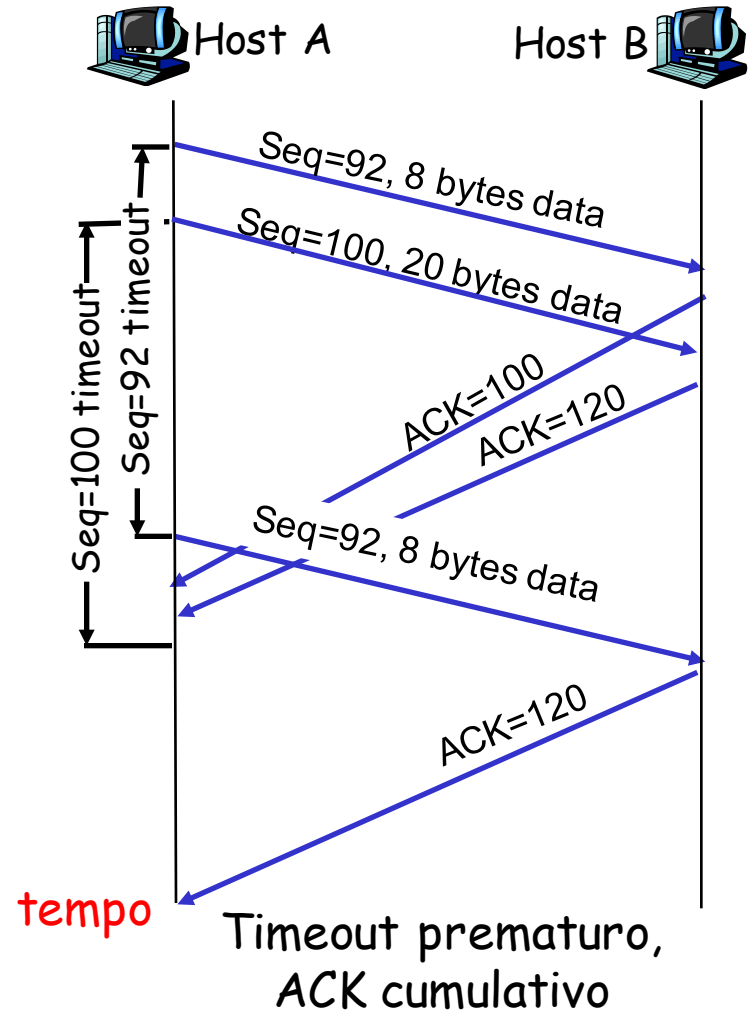 Host A
Host B
Seq=92, 8 bytes data
Seq=100, 20 bytes data
Seq=100 timeout
Seq=92 timeout
ACK=100
ACK=120
Seq=92, 8 bytes data
ACK=120
tempo
Timeout prematuro,
ACK cumulativo